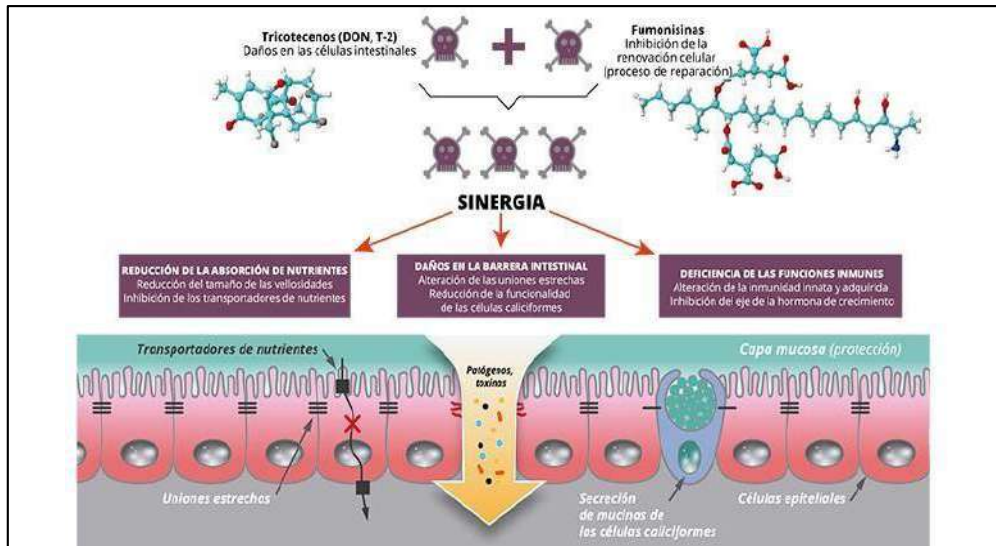 Tricotecenos (DON, T-2)
Daños en las células intestinales
Fumonisinas
Inhibición de la
renovación celular
(proceso de reparación)
SINERGIA
REDUCCIÓN DE LA ABSORCIÓN DE NUTRIENTES
Reducción del tamaño de las vellosidades
Inhibición de los transportadores de nutrientes
DAÑOS EN LA BARRERA INTESTINAL
Alteración de las uniones estrechas
Reducción de la funcionalidad
de las células caliciformes
DEFICIENCIA DE LAS FUNCIONES INMUNES
Alteración de la inmunidad innata y adquirida
Inhibición del eje de la hormona de crecimiento
Transportadores de nutrientes
Patógenos,
toxinas
Capa mucosa (protección)
Uniones estrechas
Secreción
de mucinas de
las células caliciformes
Células epiteliales